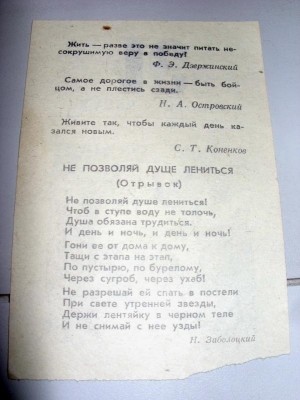 Жить — разве это не значит питать не-
сокрушимую веру в победу!
Ф. Э. Дзержинский
Самое дорогое в жизни — быть бой-
цом, а не плестись сзади.
Н. А. Островский
Живите так, чтобы каждый день ка-
зался новым.
С. Т. Коненков
НЕ ПОЗВОЛЯЙ ДУШЕ ЛЕНИТЬСЯ
(Отрывок)
Не позволяй душе лениться!
Чтоб в ступе воду не толочь,
Душа обязана трудиться.
И день и ночь, и день и ночь!
Гони ее от дома к дому,
Тащи с этапа на этап,
По пустырю, по бурелому,
Через сугроб, через ухаб!
Не разрешай ей спать в постели
При свете утренней звезды,
Держи лентяйку в черном теле
И не снимай с нее узды!
Н. Заболоцкий